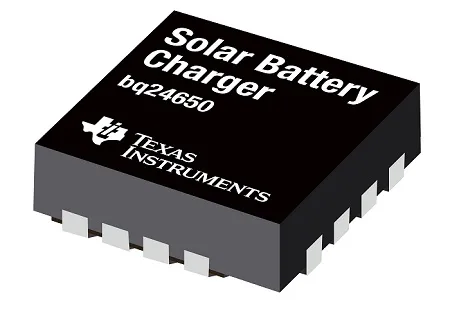 Solar Battery
Charger
bq24650
TEXAS
INSTRUMENTS